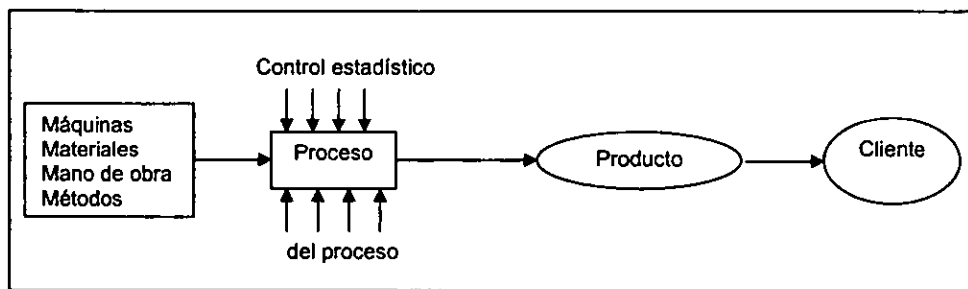 Control estadístico
Máquinas
Materiales
Mano de obra
Métodos
Proceso
Producto
Cliente
del proceso